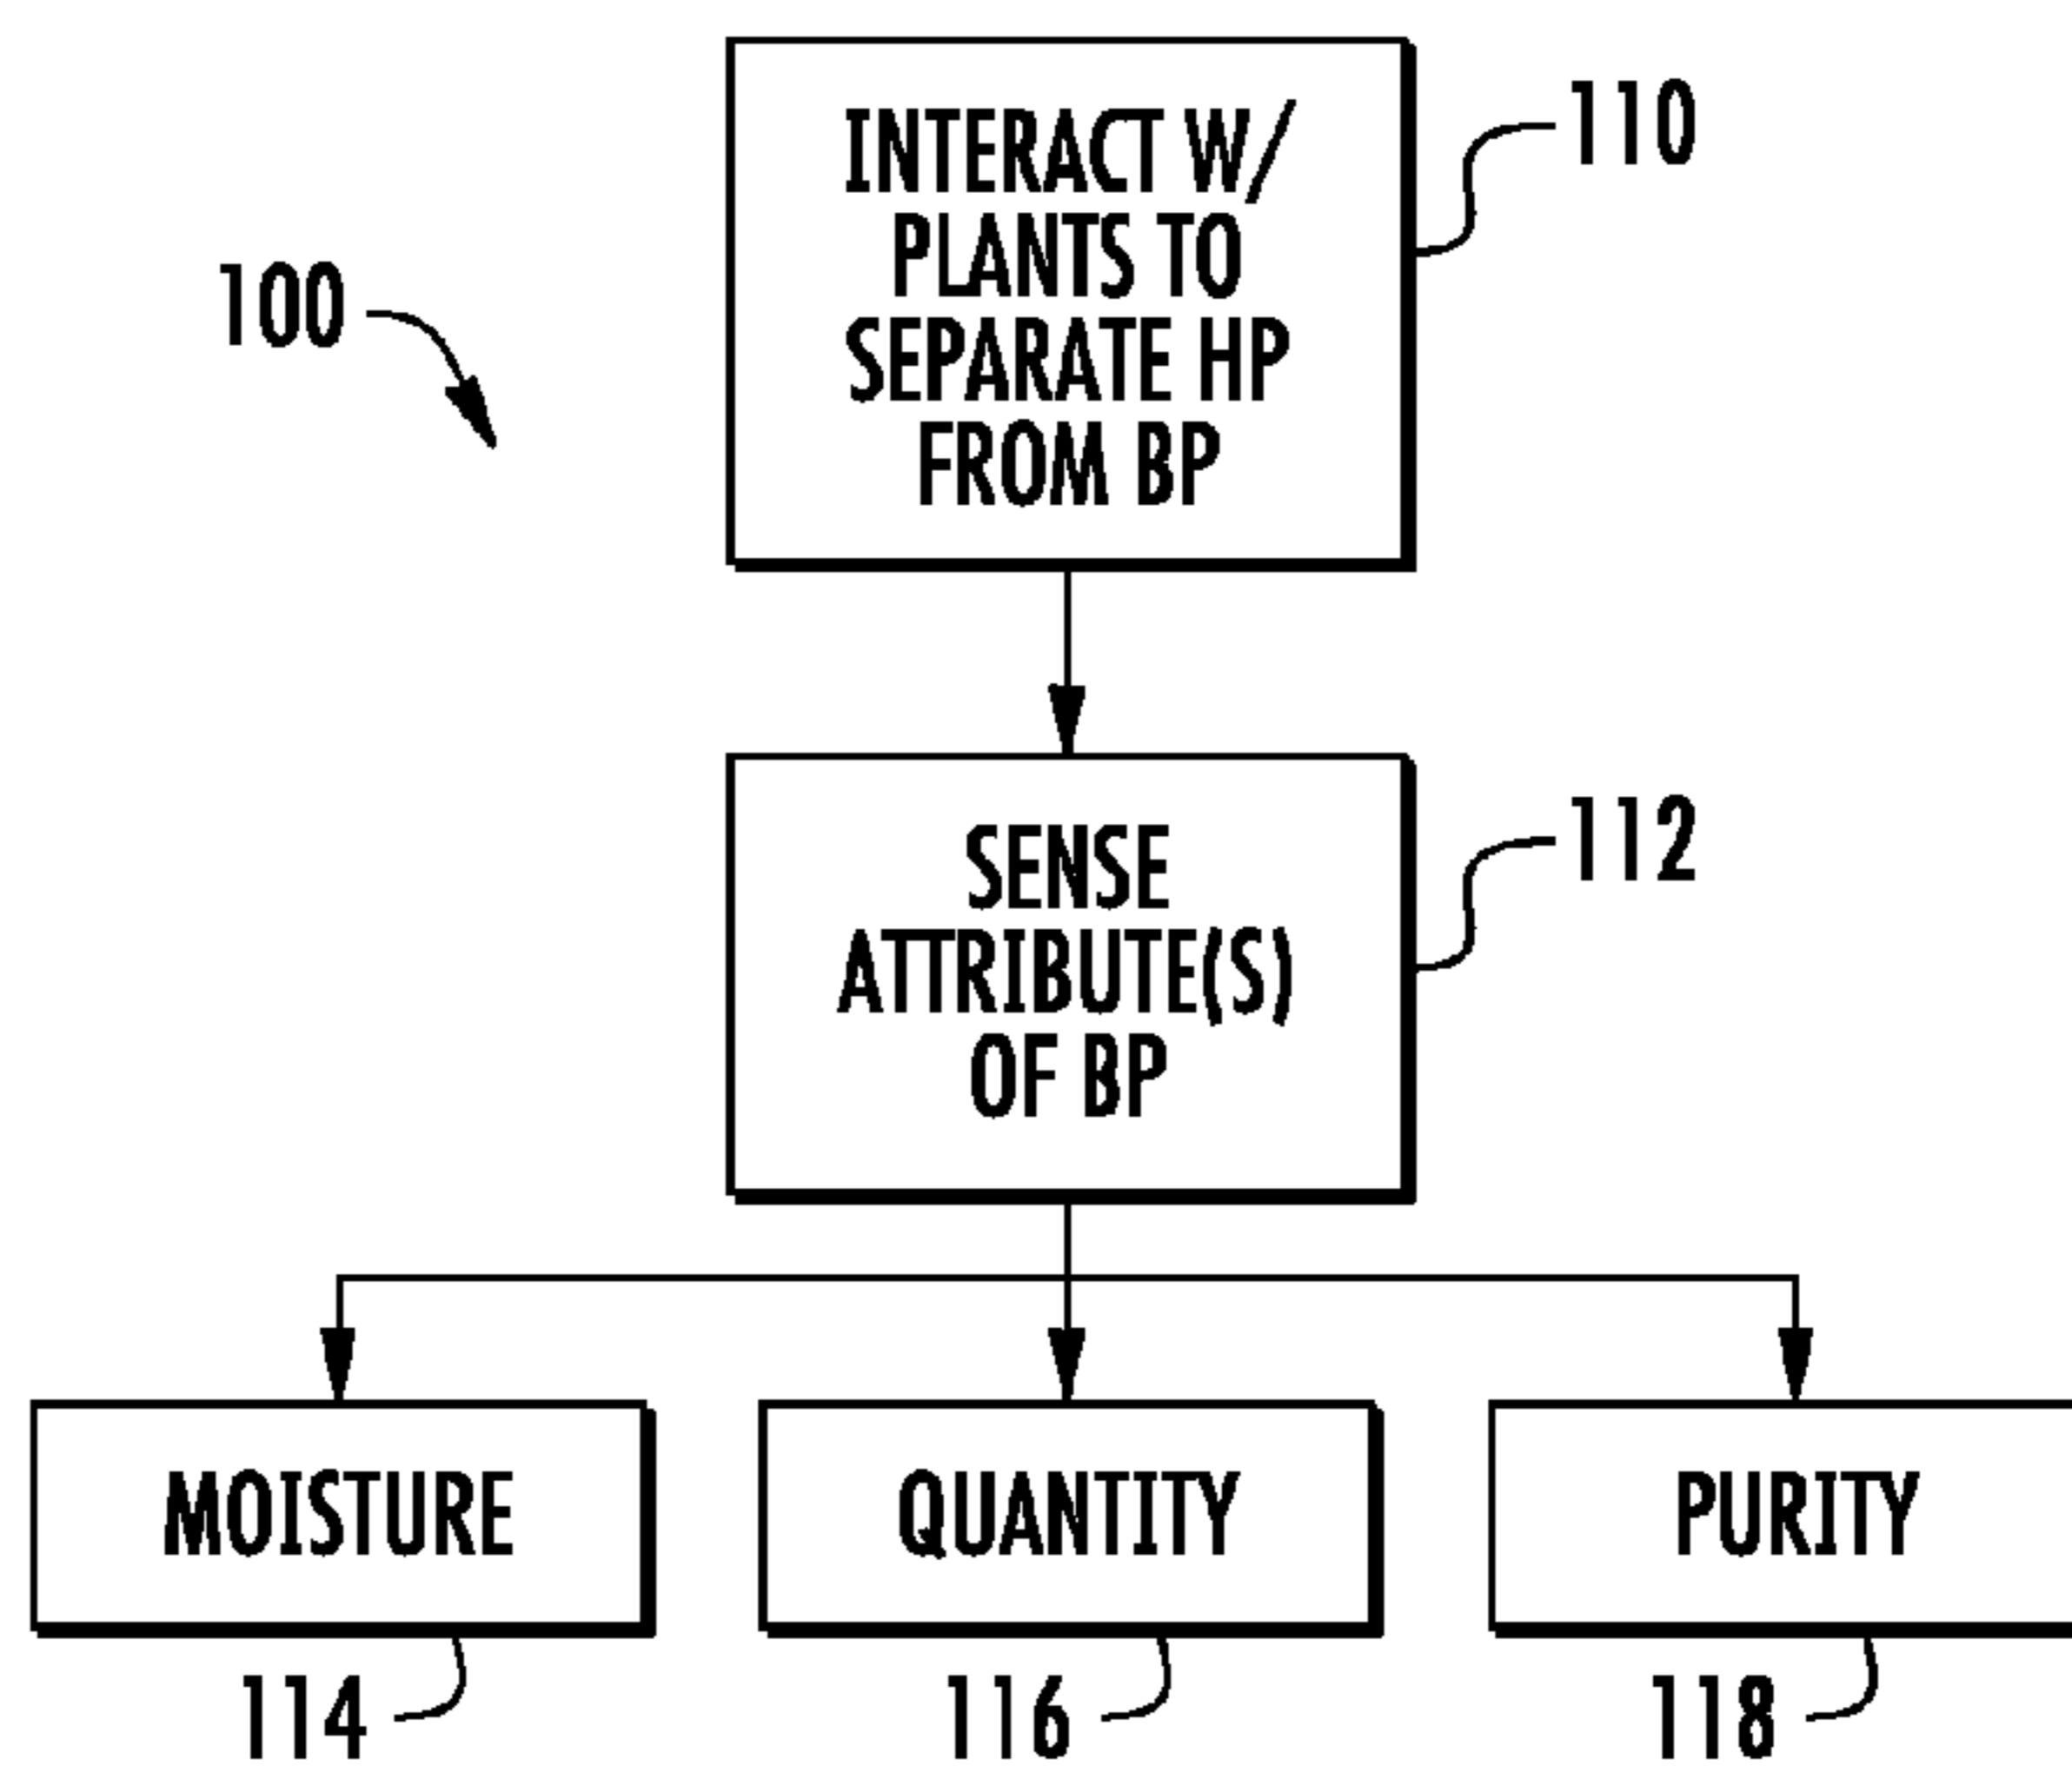 INTERACT W/
PLANTS TO
SEPARATE HP
FROM BP
110
100
SENSE
ATTRIBUTE(S)
OF BP
112
MOISTURE
QUANTITY
PURITY
114
116
118